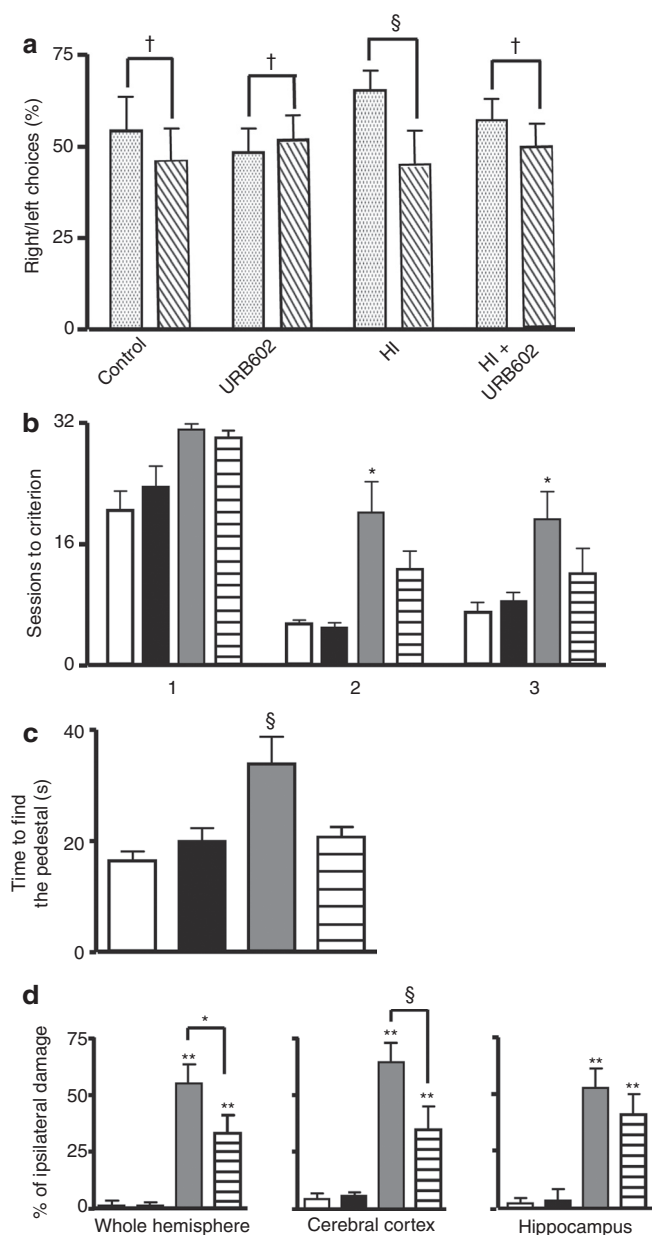 a
§
†
†
†
75
50
25
0
Right/left choices (%)
Control
URB602
HI
HI +
URB602
b
32
16
0
Sessions to criterion
*
*
1
2
3
c
§
40
20
0
Time to find
the pedestal (s)
d
75
50
25
0
% of ipsilateral damage
*
**
**
§
**
**
**
**
Whole hemisphere
Cerebral cortex
Hippocampus